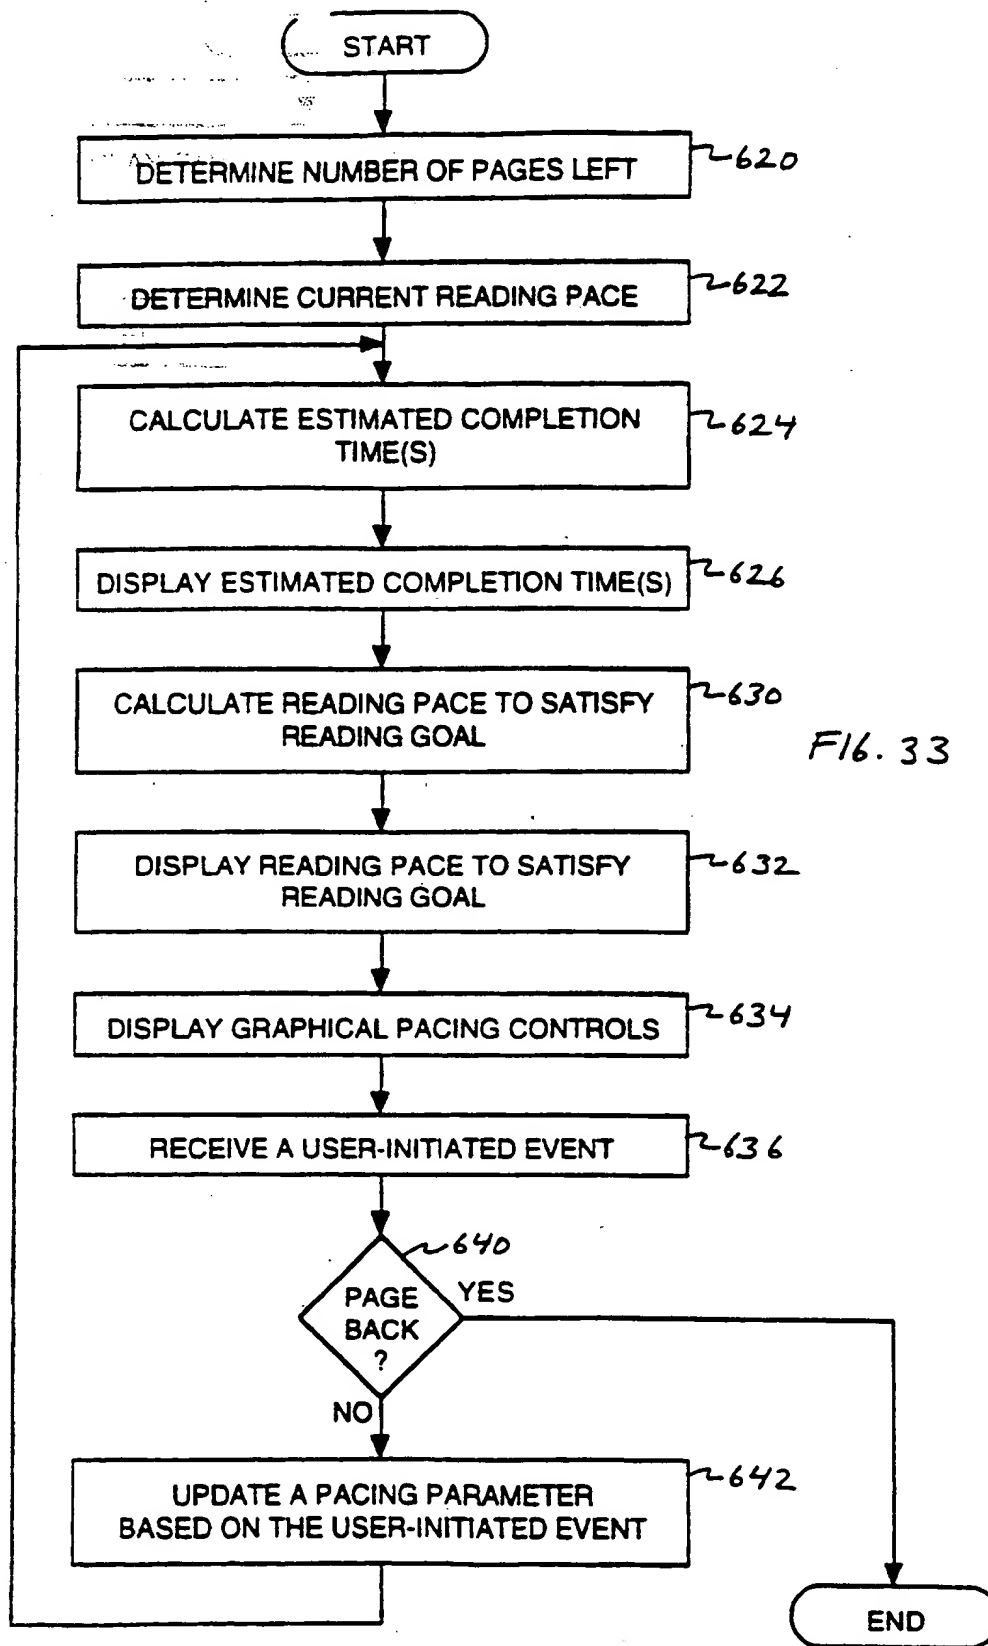 START
DETERMINE NUMBER OF PAGES LEFT
620
DETERMINE CURRENT READING PACE
622
CALCULATE ESTIMATED COMPLETION
TIME(S)
624
DISPLAY ESTIMATED COMPLETION TIME(S)
626
CALCULATE READING PACE TO SATISFY
READING GOAL
630
FIG. 33
DISPLAY READING PACE TO SATISFY
READING GOAL
632
DISPLAY GRAPHICAL PACING CONTROLS
634
RECEIVE A USER-INITIATED EVENT
636
640
PAGE
BACK
?
YES
NO
UPDATE A PACING PARAMETER
BASED ON THE USER-INITIATED EVENT
642
END